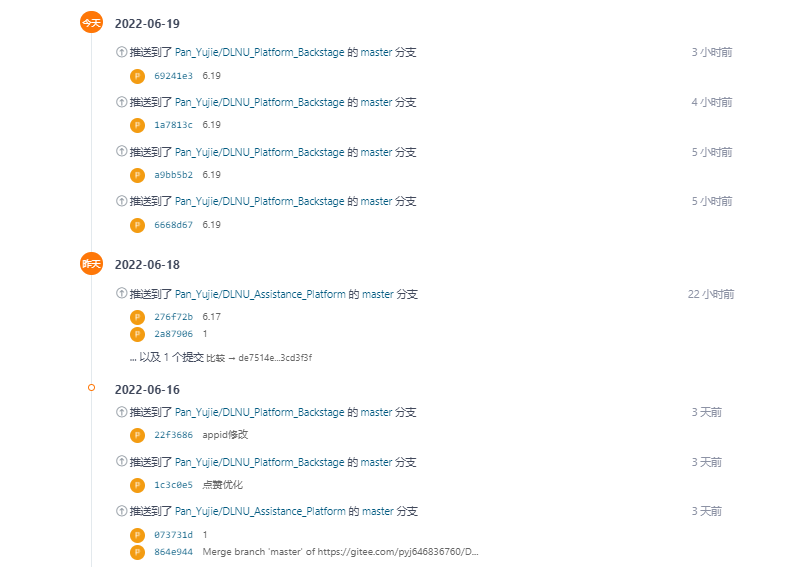 今天 2022-06-19
推送到了 Pan_Yujie/DLNU_Platform_Backstage 的 master 分支 3 小时前
P 69241e3 6.19
推送到了 Pan_Yujie/DLNU_Platform_Backstage 的 master 分支 4 小时前
P 1a7813c 6.19
推送到了 Pan_Yujie/DLNU_Platform_Backstage 的 master 分支 5 小时前
P a9bb5b2 6.19
推送到了 Pan_Yujie/DLNU_Platform_Backstage 的 master 分支 5 小时前
P 6668d67 6.19
昨天 2022-06-18
推送到了 Pan_Yujie/DLNU_Assistance_Platform 的 master 分支 22 小时前
P 276f72b 6.17
P 2a87906 1
... 以及 1 个提交 比较 → de7514e...3cd3f3f
2022-06-16
推送到了 Pan_Yujie/DLNU_Platform_Backstage 的 master 分支 3 天前
P 22f3686 appid修改
推送到了 Pan_Yujie/DLNU_Platform_Backstage 的 master 分支 3 天前
P 1c3c0e5 点赞优化
推送到了 Pan_Yujie/DLNU_Assistance_Platform 的 master 分支 3 天前
P 073731d 1
P 864e944 Merge branch 'master' of https://gitee.com/pyj646836760/D...